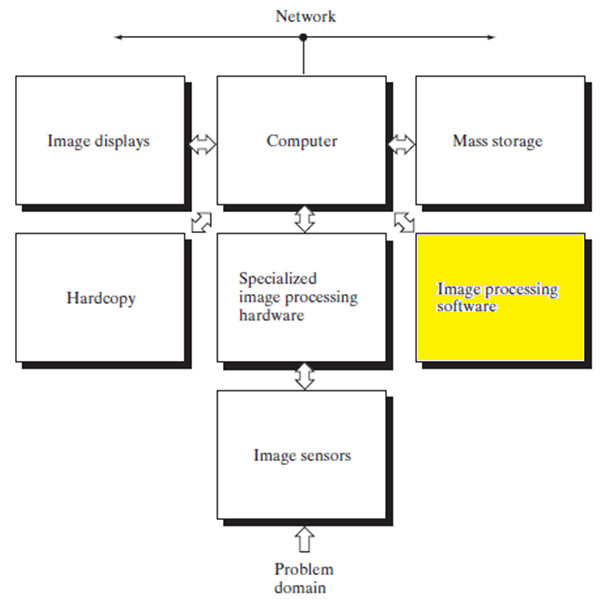 Network
Image displays
Computer
Mass storage
Hardcopy
Specialized
image processing
hardware
Image processing
software
Image sensors
Problem
domain